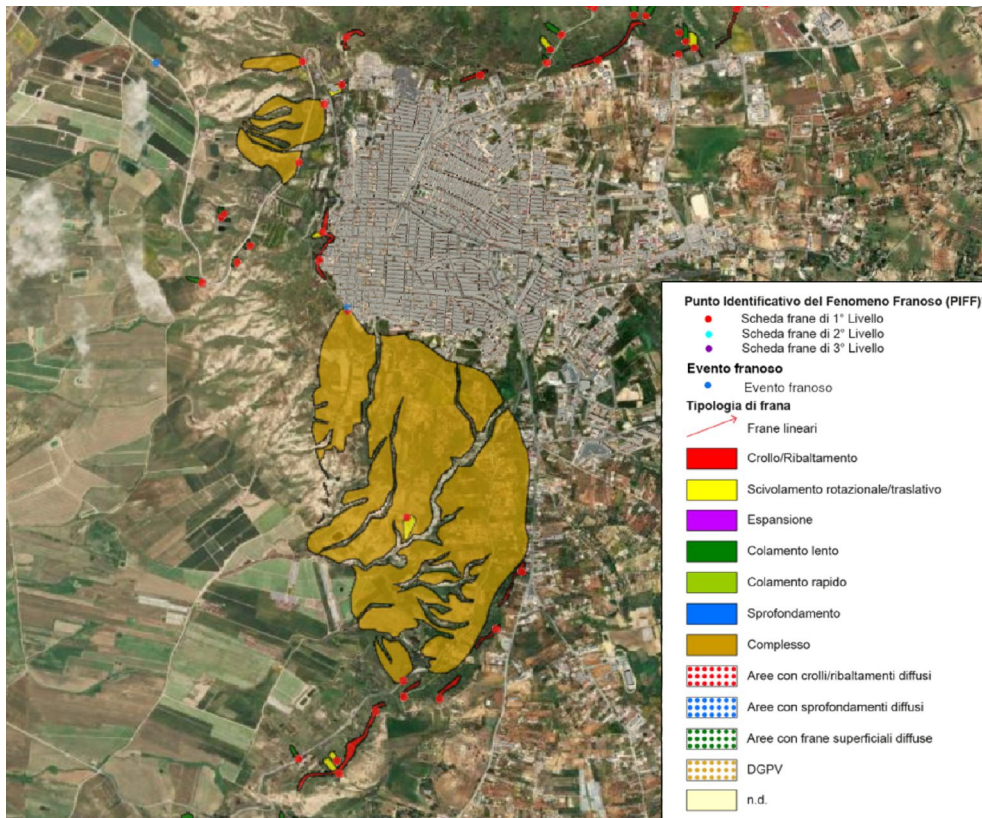 Punto Identificativo del Fenomeno Franoso (PIFF)
Scheda frane di 1° Livello
Scheda frane di 2° Livello
Scheda frane di 3° Livello
Evento franoso
Evento franoso
Tipologia di frana
Frane lineari
Crollo/Ribaltamento
Scivolamento rotazionale/traslativo
Espansione
Colamento lento
Colamento rapido
Sprofondamento
Complesso
Aree con crolli/ribaltamenti diffusi
Aree con sprofondamenti diffusi
Aree con frane superficiali diffuse
DGPV
n.d.